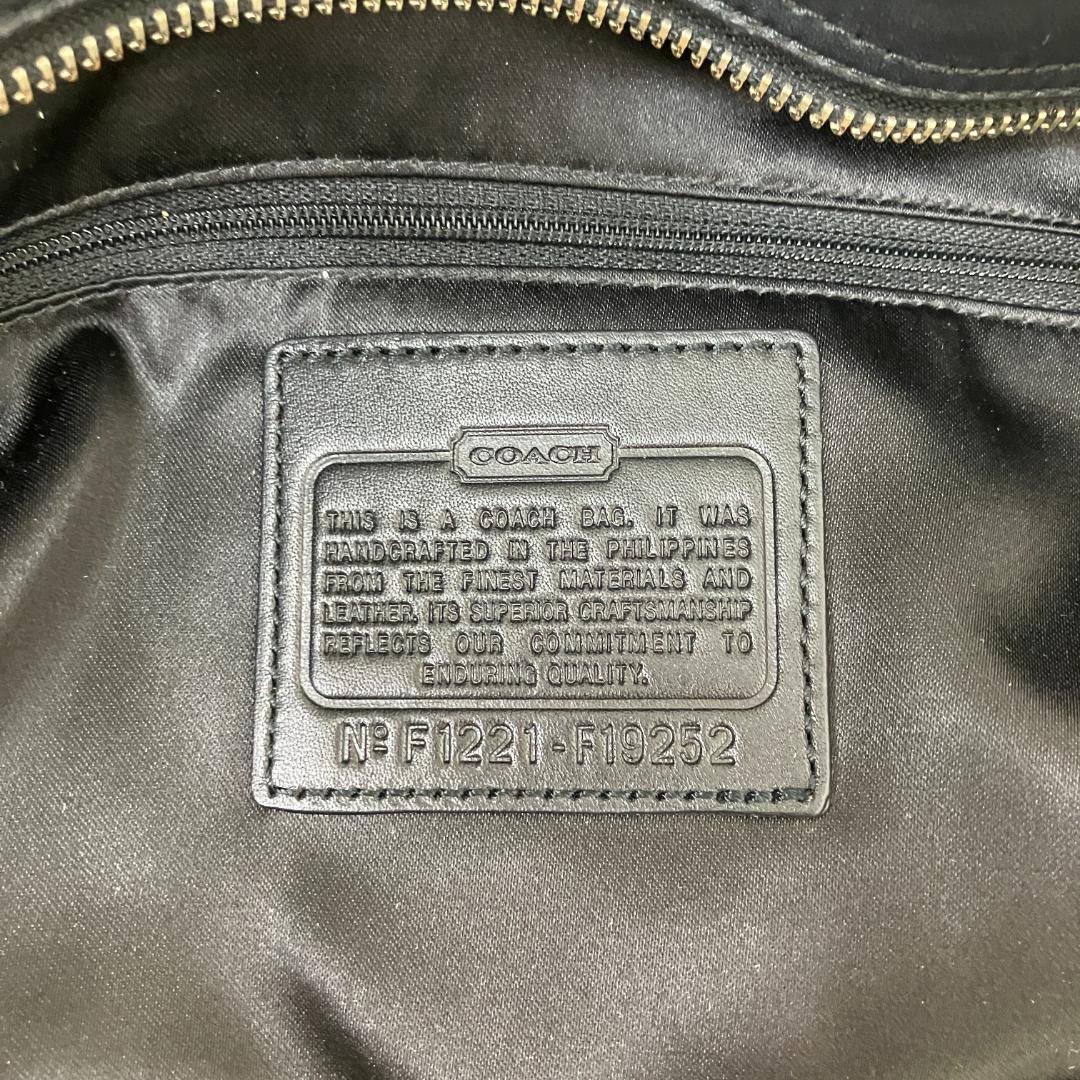 COACH
THIS IS A COACH BAG. IT WAS
HANDCRAFTED IN THE PHILIPPINES
FROM THE FINEST MATERIALS AND
LEATHER. ITS SUPERIOR CRAFTSMANSHIP
REFLECTS OUR COMMITMENT TO
ENDURING QUALITY.
Nº F1221-F19252